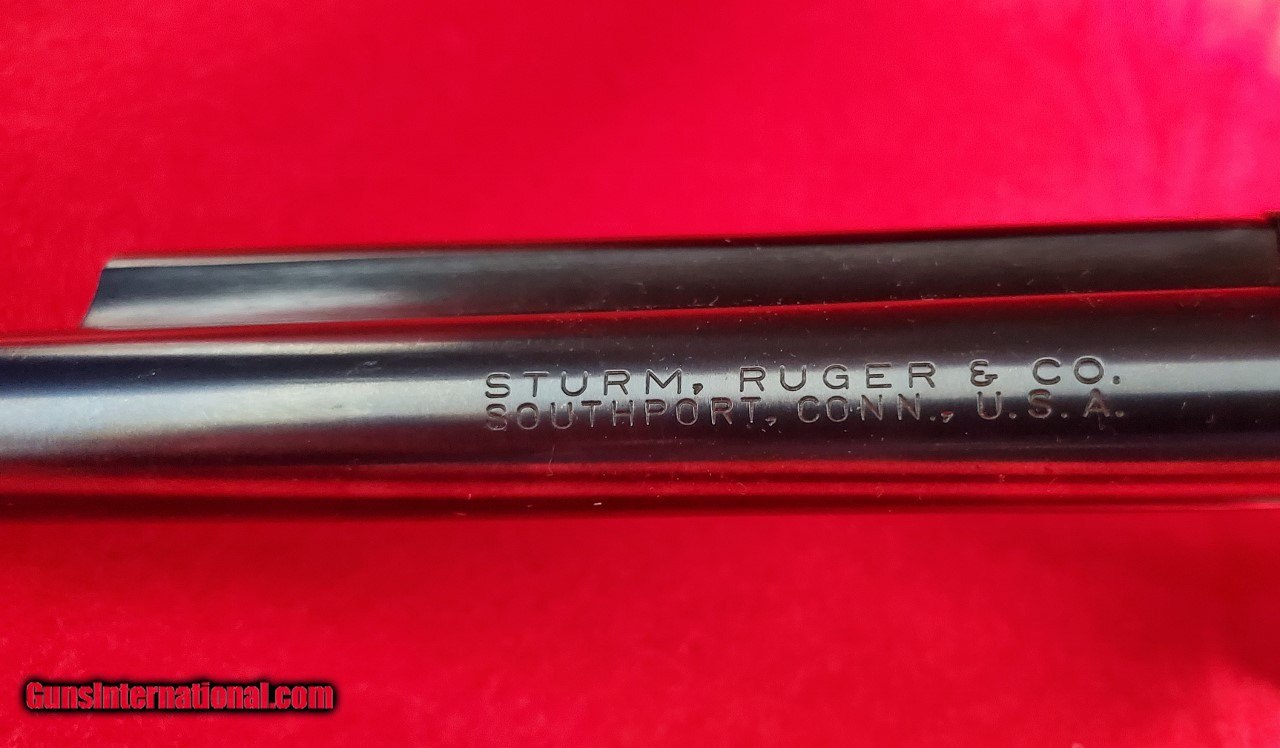 STURM, RUGER & CO.
SOUTHPORT, CONN., U.S.A.
GunsInternational.com